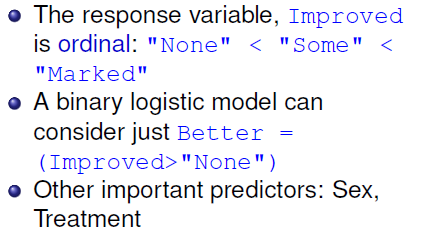 The response variable, Improved
is ordinal: "None" < "Some" <
"Marked"
A binary logistic model can
consider just Better =
(Improved>"None")
Other important predictors: Sex,
Treatment